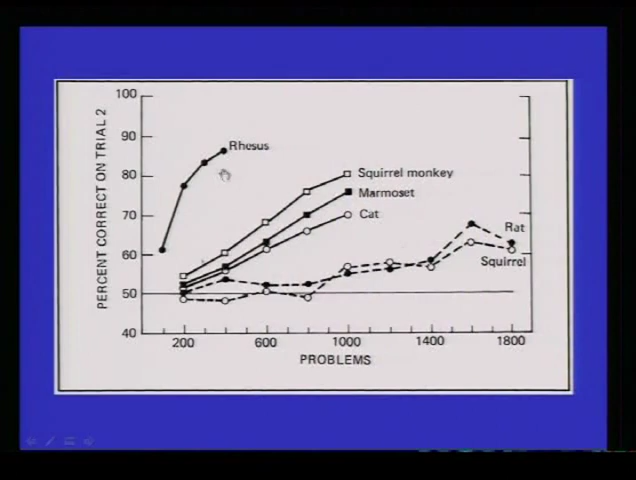 PERCENT CORRECT ON TRIAL 2
100
90
80
70
60
50
40
Rhesus
Squirrel monkey
Marmoset
Cat
Rat
Squirrel
200 600 1000 1400 1800
PROBLEMS